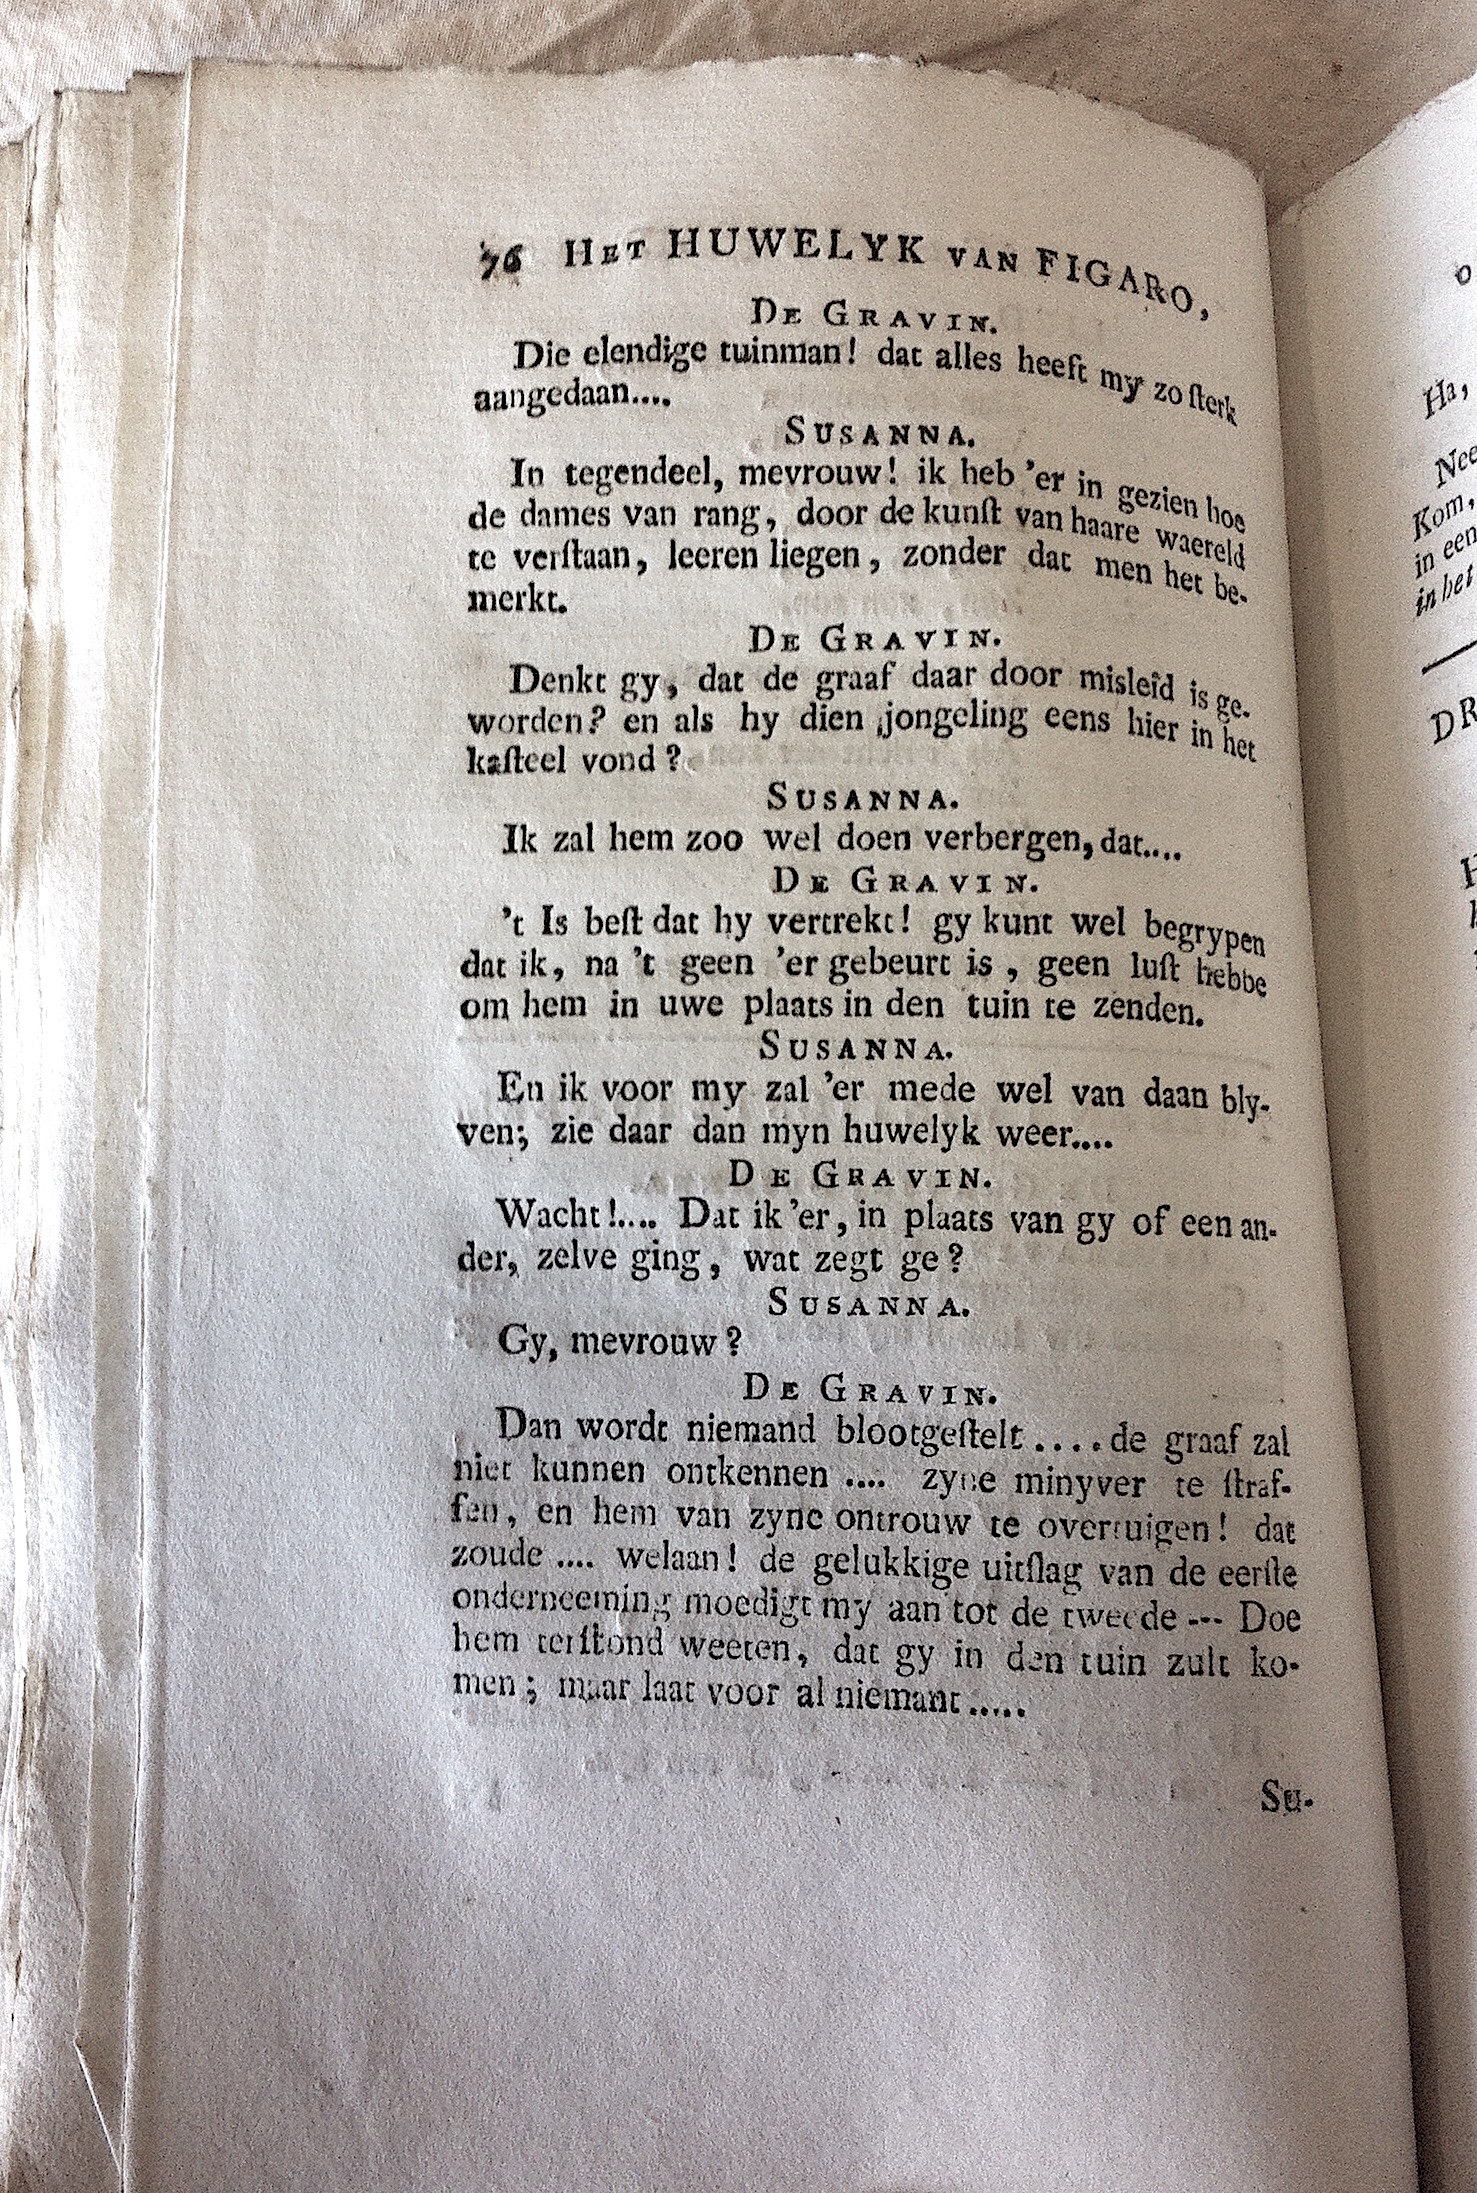 76 HET HUWELYK VAN FIGARO,
DE GRAVIN.
Die elendige tuinman! dat alles heeft my zo ſterk
aangedaan....
SUSANNA.
In tegendeel, mevrouw! ik heb 'er in gezien hoe
de dames van rang, door de kunſt van haare waereld
te verſtaan, leeren liegen, zonder dat men het be-
merkt.
DE GRAVIN.
Denkt gy, dat de graaf daar door misleid is ge-
worden? en als hy dien jongeling eens hier in het
kaſteel vond?
SUSANNA.
Ik zal hem zoo wel doen verbergen, dat....
DE GRAVIN.
't Is beſt dat hy vertrekt! gy kunt wel begrypen
dat ik, na 't geen 'er gebeurt is, geen luſt hebbe
om hem in uwe plaats in den tuin te zenden.
SUSANNA.
En ik voor my zal 'er mede wel van daan bly-
ven; zie daar dan myn huwelyk weer....
DE GRAVIN.
Wacht!.... Dat ik 'er, in plaats van gy of een an-
der, zelve ging, wat zegt ge?
SUSANNA.
Gy, mevrouw?
DE GRAVIN.
Dan wordt niemand blootgeſtelt .... de graaf zal
niet kunnen ontkennen .... zyne minyver te ſtraf-
fen, en hem van zyne ontrouw te overtuigen! dat
zoude .... welaan! de gelukkige uitſlag van de eerſte
onderneeming moedigt my aan tot de tweede --- Doe
hem terſtond weeten, dat gy in den tuin zult ko-
men; maar laat voor al niemant .....
Su-
Ha,
Nee
Kom,
in een
in het
DR